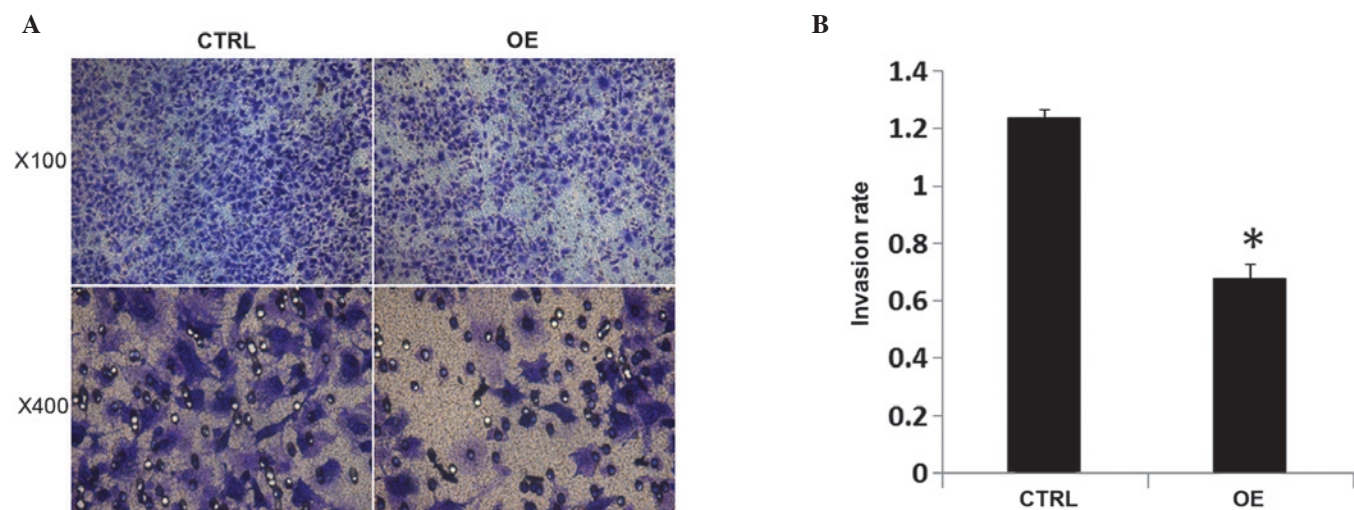 A
CTRL
OE
X100
X400
B
Invasion rate
1.4
1.2
1
0.8
0.6
0.4
0.2
0
*
CTRL
OE